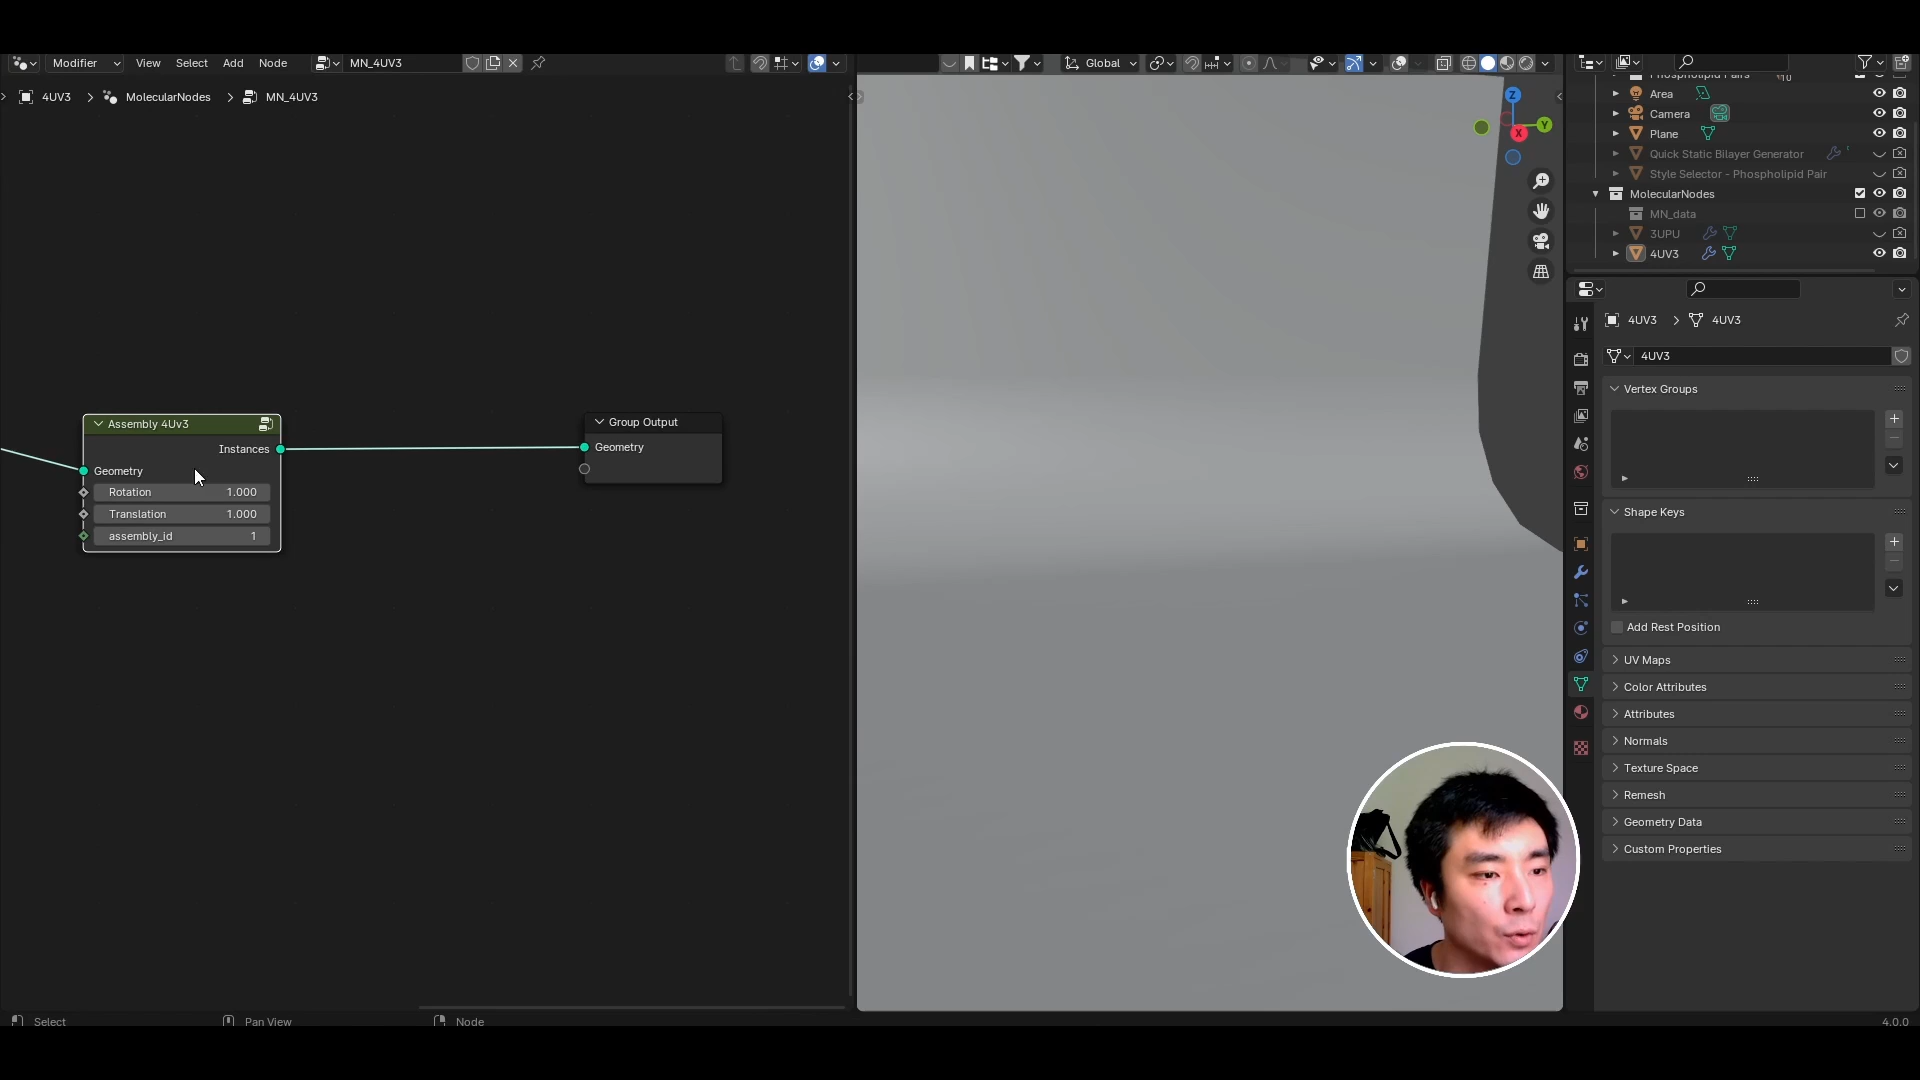 Modifier View Select Add Node MN_4UV3
4UV3 MolecularNodes MN_4UV3
Assembly 4Uv3
Instances
Geometry
Rotation 1.000
Translation 1.000
assembly_id 1
Group Output
Geometry
Global
Z
Y
X
Phospholipid Pairs
Area
Camera
Plane
Quick Static Bilayer Generator
Style Selector - Phospholipid Pair
MolecularNodes
MN_data
3UPU
4UV3
4UV3 4UV3
4UV3
Vertex Groups
Shape Keys
Add Rest Position
UV Maps
Color Attributes
Attributes
Normals
Texture Space
Remesh
Geometry Data
Custom Properties
Select Pan View Node 4.0.0